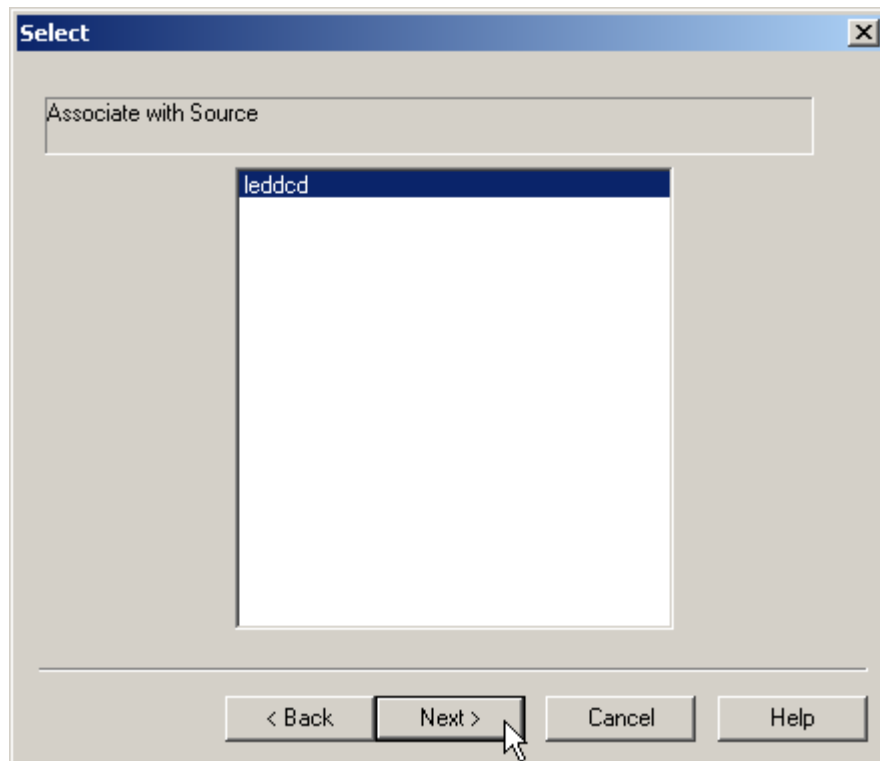 Select
Associate with Source
leddcd
< Back
Next >
Cancel
Help